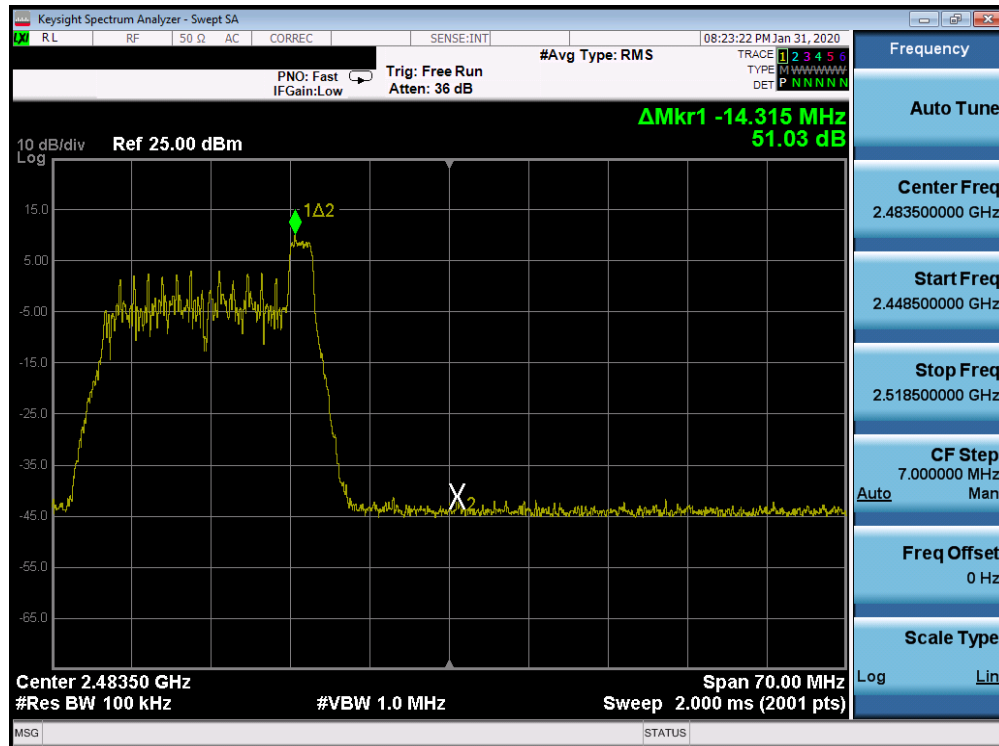 Keysight Spectrum Analyzer - Swept SA
LXI RL RF 50 Ω AC CORREC SENSE:INT 08:23:22 PM Jan 31, 2020
PNO: Fast
IFGain:Low
Trig: Free Run
Atten: 36 dB
#Avg Type: RMS
TRACE 1 2 3 4 5 6
TYPE M WWWWW
DET P N N N N N
ΔMkr1 -14.315 MHz
51.03 dB
10 dB/div Ref 25.00 dBm
Log
15.0
1Δ2
5.00
-5.00
-15.0
-25.0
-35.0
X2
-45.0
-55.0
-65.0
Center 2.48350 GHz Span 70.00 MHz
#Res BW 100 kHz #VBW 1.0 MHz Sweep 2.000 ms (2001 pts)
MSG STATUS
Frequency
Auto Tune
Center Freq
2.483500000 GHz
Start Freq
2.448500000 GHz
Stop Freq
2.518500000 GHz
CF Step
7.000000 MHz
Auto Man
Freq Offset
0 Hz
Scale Type
Log Lin